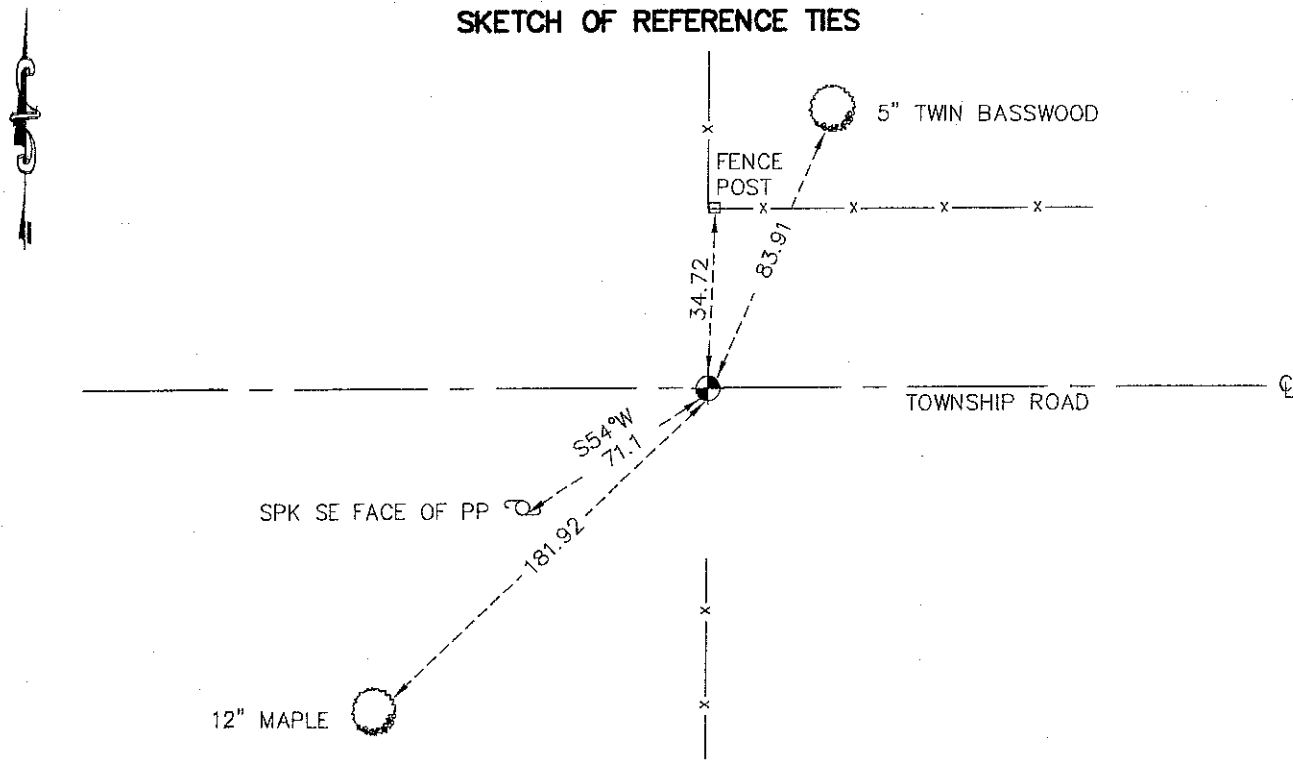 SKETCH OF REFERENCE TIES
5" TWIN BASSWOOD
FENCE
POST
34.72
83.91
TOWNSHIP ROAD
℄
S54°W
71.1
SPK SE FACE OF PP
181.92
12" MAPLE